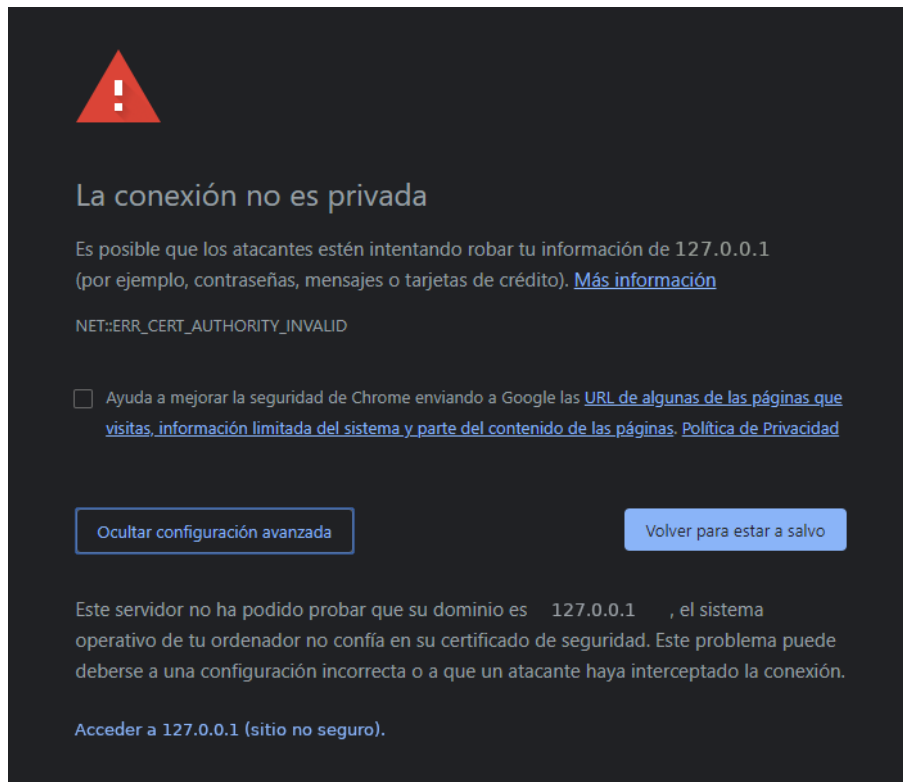 La conexión no es privada
Es posible que los atacantes estén intentando robar tu información de 127.0.0.1
(por ejemplo, contraseñas, mensajes o tarjetas de crédito). Más información
NET::ERR_CERT_AUTHORITY_INVALID
Ayuda a mejorar la seguridad de Chrome enviando a Google las URL de algunas de las páginas que
visitas, información limitada del sistema y parte del contenido de las páginas. Política de Privacidad
Ocultar configuración avanzada
Volver para estar a salvo
Este servidor no ha podido probar que su dominio es 127.0.0.1 , el sistema
operativo de tu ordenador no confía en su certificado de seguridad. Este problema puede
deberse a una configuración incorrecta o a que un atacante haya interceptado la conexión.
Acceder a 127.0.0.1 (sitio no seguro).